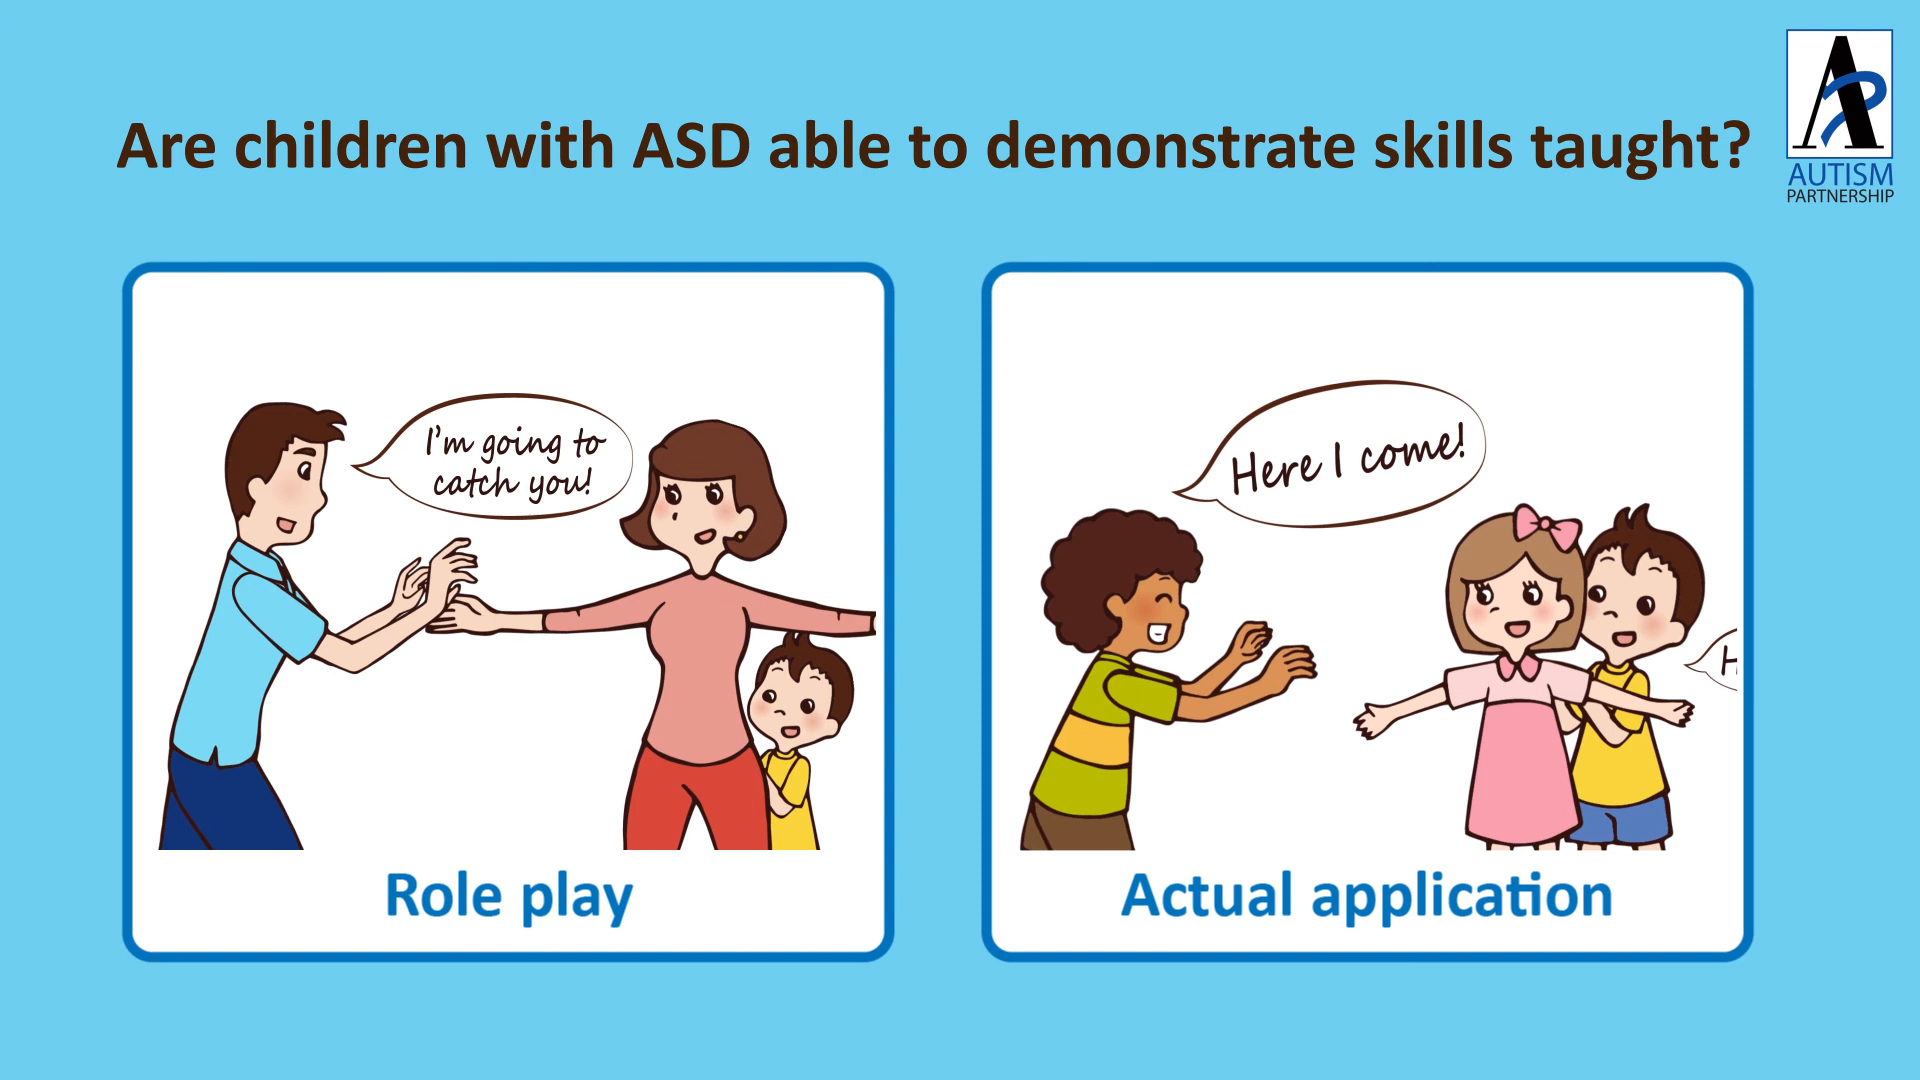 Are children with ASD able to demonstrate skills taught?
AUTISM
PARTNERSHIP
I'm going to
catch you!
Here I come!
H
Role play
Actual application